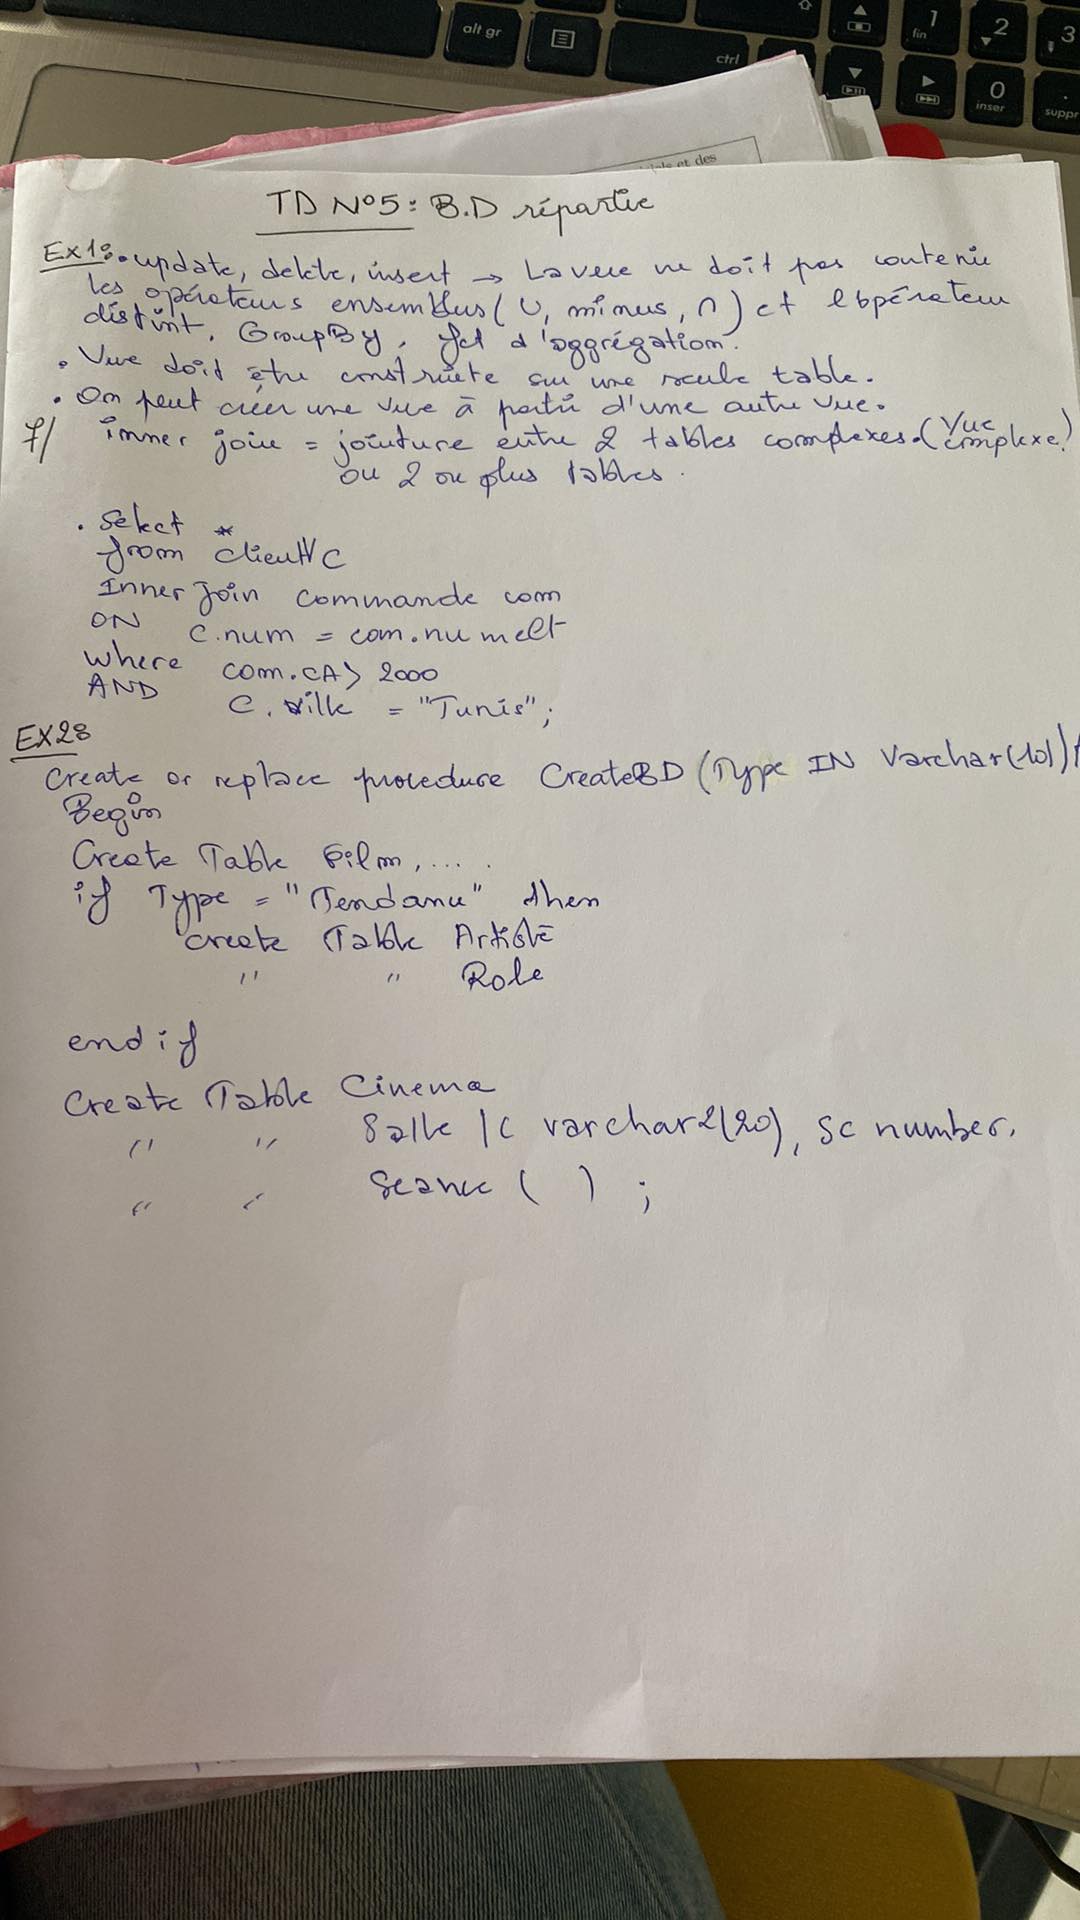 alt gr
ctrl
1
fin
2
3
0
inser
suppr
et des
TD N°5: B.D répartie
Ex1: • update, delete, insert → La vue ne doit pas contenir
les opérateurs ensemblus (U, minus, ∩) et l'opérateur
distint, GroupBy, fct d'aggrégation.
• Vue doit être construite sur une seule table.
• On peut créer une vue à partir d'une autre vue.
7/ inner join = jointure entre 2 tables complexes. (Vue complexe)
ou 2 ou plus tables.
• Select *
from client C
Inner Join commande com
ON C.num = com.numclt
where com.CA > 2000
AND C.ville = "Tunis";
EX2:
Create or replace procedure CreateBD (Type IN Varchar(10))
Begin
Create Table Film, ....
if Type = "Tendance" then
create Table Artiste
" " Role
end if
Create Table Cinema
" " Salle (C varchar2(20), SC number,
" " Seance ( ) ;